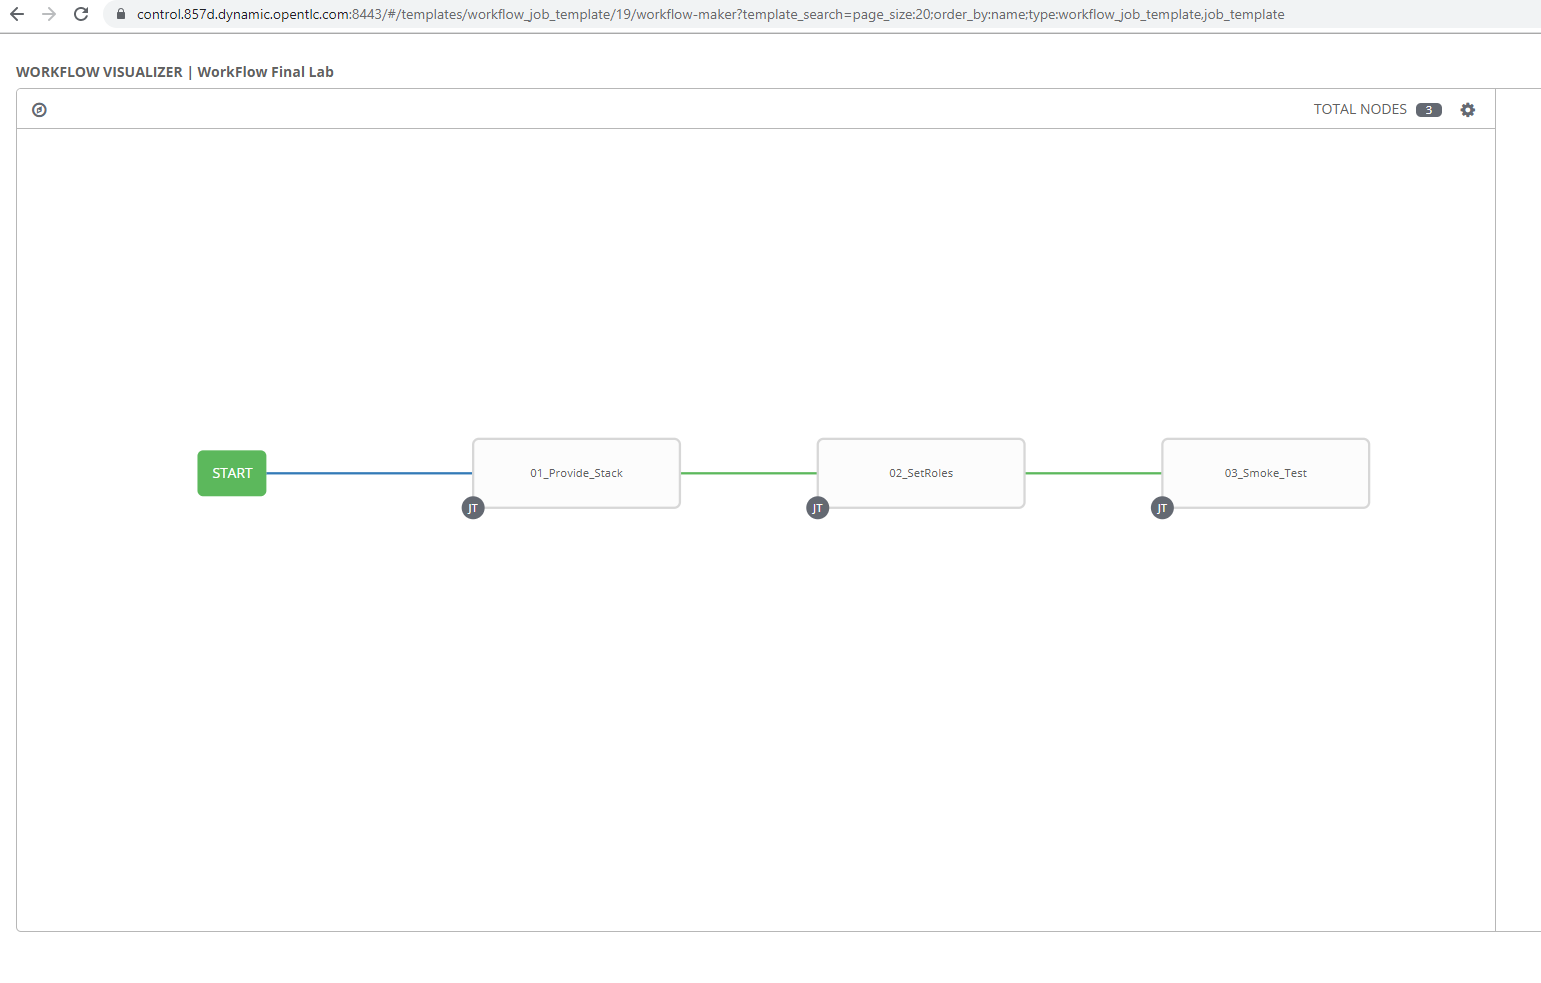 control.857d.dynamic.opentlc.com:8443/#/templates/workflow_job_template/19/workflow-maker?template_search=page_size:20;order_by:name;type:workflow_job_template,job_template
WORKFLOW VISUALIZER | WorkFlow Final Lab
TOTAL NODES 3
START
01_Provide_Stack
JT
02_SetRoles
JT
03_Smoke_Test
JT